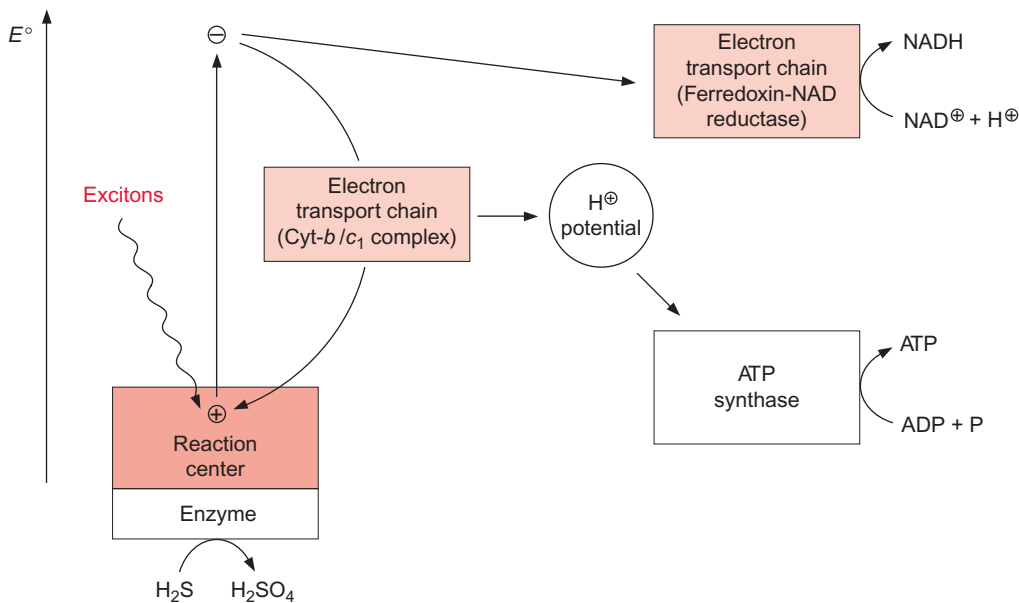 E°
⊖
Electron
transport chain
(Ferredoxin-NAD
reductase)
NADH
NAD⊕ + H⊕
Excitons
Electron
transport chain
(Cyt-b/c₁ complex)
H⊕
potential
ATP
synthase
ATP
ADP + P
⊕
Reaction
center
Enzyme
H₂S
H₂SO₄